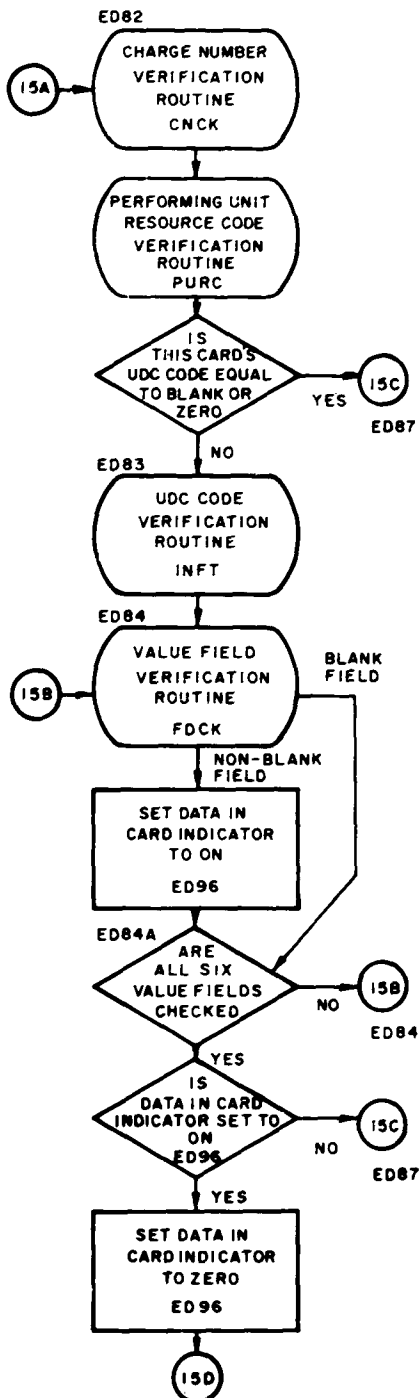 ED82
15A
CHARGE NUMBER
VERIFICATION
ROUTINE
CNCK
PERFORMING UNIT
RESOURCE CODE
VERIFICATION
ROUTINE
PURC
IS
THIS CARD'S
UDC CODE EQUAL
TO BLANK OR
ZERO
YES
15C
ED87
NO
ED83
UDC CODE
VERIFICATION
ROUTINE
INFT
ED84
15B
VALUE FIELD
VERIFICATION
ROUTINE
FDCK
BLANK
FIELD
NON-BLANK
FIELD
SET DATA IN
CARD INDICATOR
TO ON
ED96
ED84A
ARE
ALL SIX
VALUE FIELDS
CHECKED
NO
15B
ED84
YES
IS
DATA IN CARD
INDICATOR SET TO
ON
ED96
NO
15C
ED87
YES
SET DATA IN
CARD INDICATOR
TO ZERO
ED96
15D